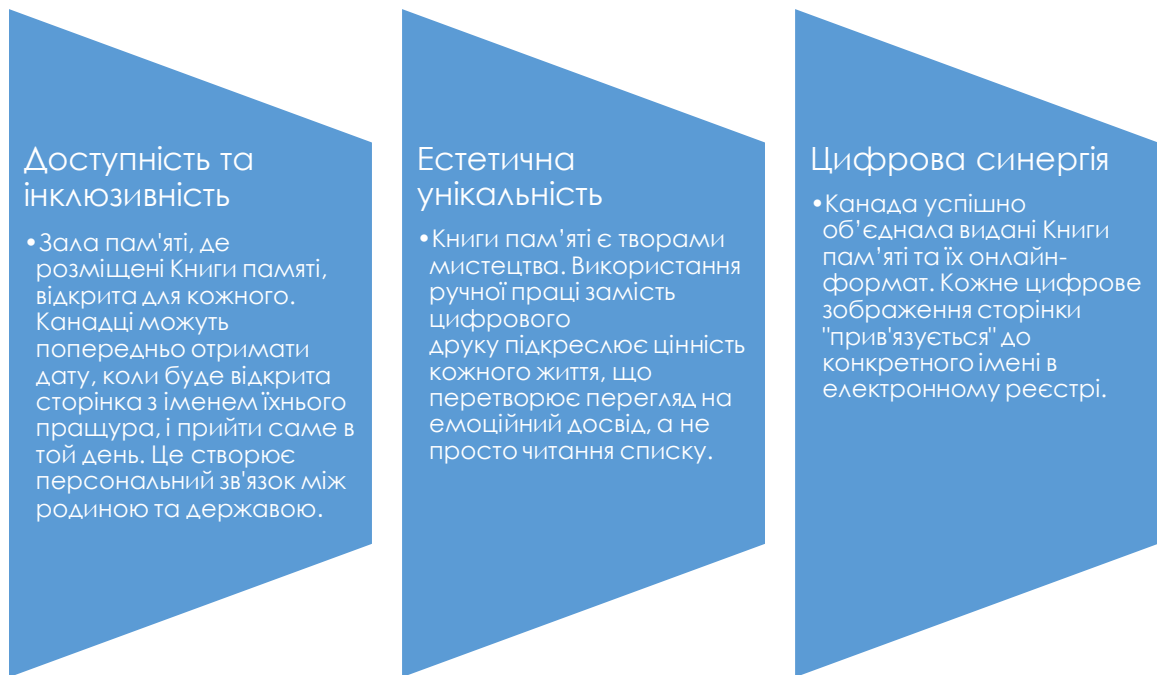 Доступність та
інклюзивність
•Зала пам'яті, де
розміщені Книги памяті,
відкрита для кожного.
Канадці можуть
попередньо отримати
дату, коли буде відкрита
сторінка з іменем їхнього
пращура, і прийти саме в
той день. Це створює
персональний зв'язок між
родиною та державою.
Естетична
унікальність
•Книги пам’яті є творами
мистецтва. Використання
ручної праці замість
цифрового
друку підкреслює цінність
кожного життя, що
перетворює перегляд на
емоційний досвід, а не
просто читання списку.
Цифрова синергія
•Канада успішно
об’єднала видані Книги
пам’яті та їх онлайн-
формат. Кожне цифрове
зображення сторінки
"прив'язується" до
конкретного імені в
електронному реєстрі.